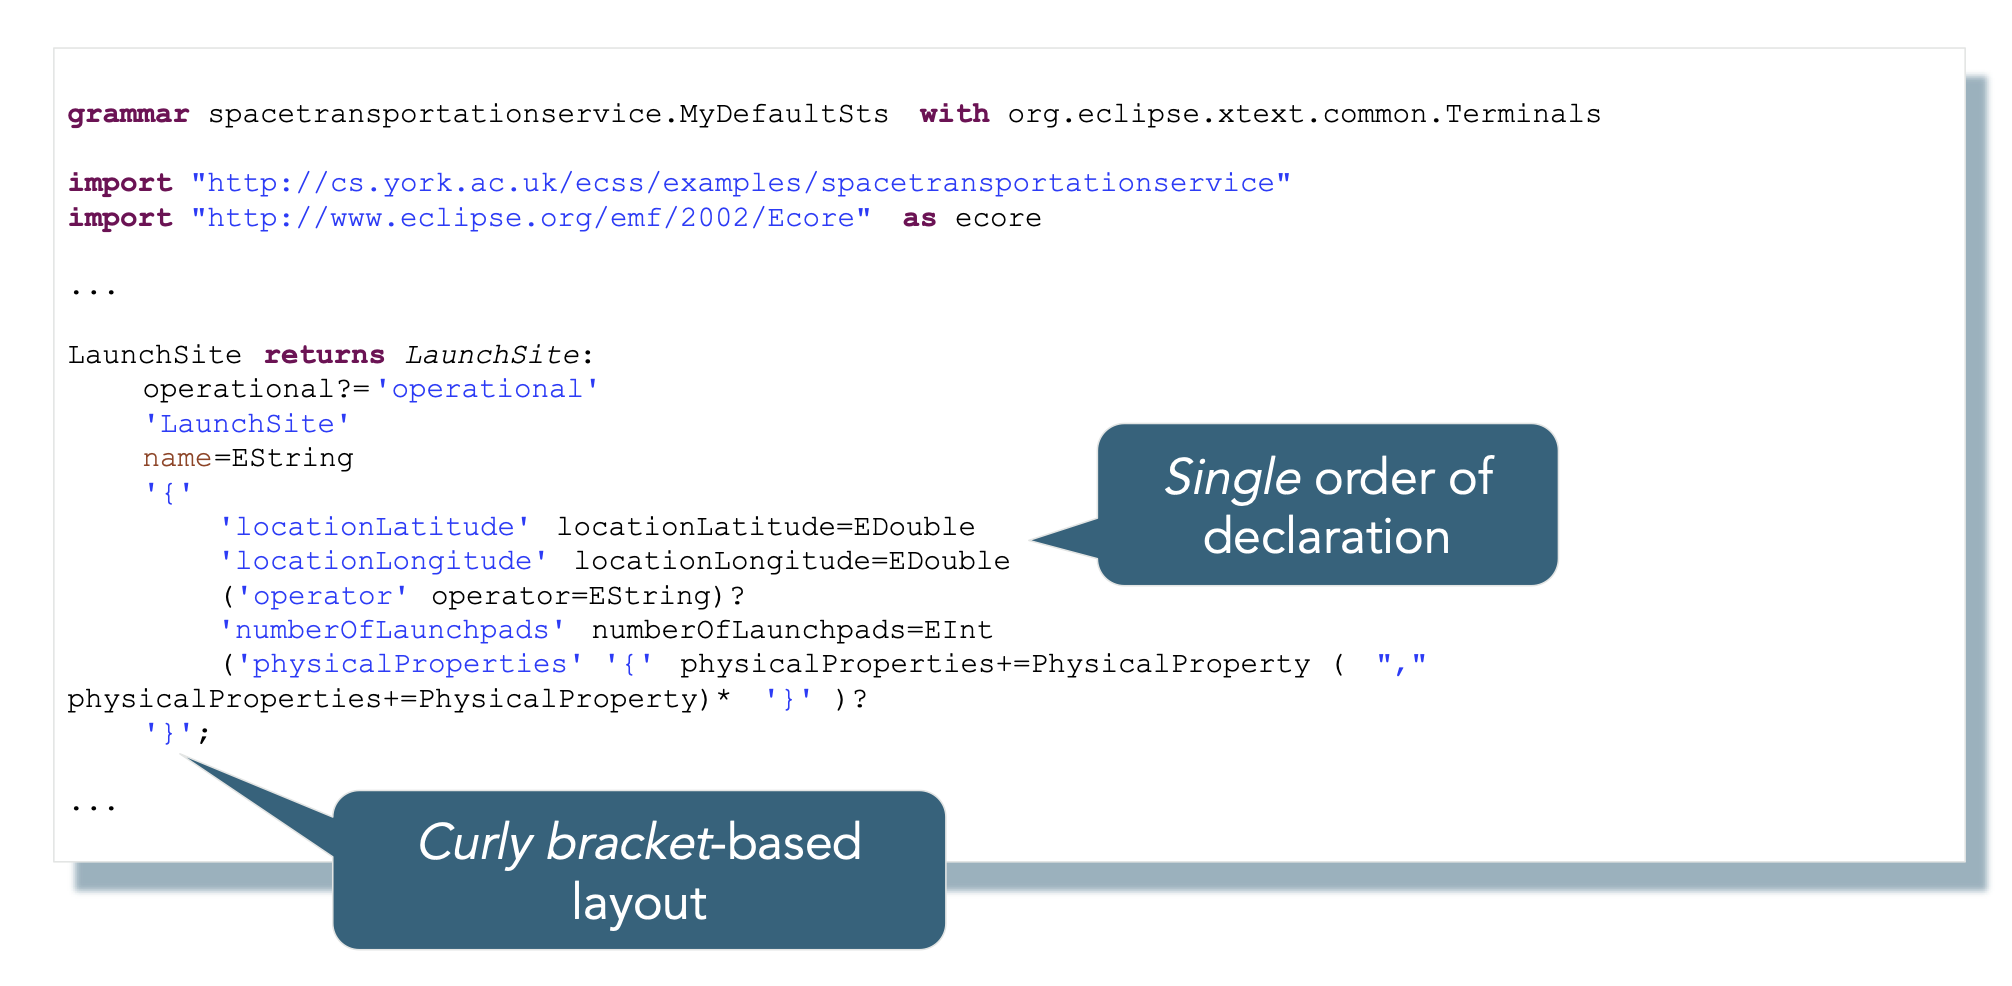 grammar spacetransportationservice.MyDefaultSts with org.eclipse.xtext.common.Terminals
import "http://cs.york.ac.uk/ecss/examples/spacetransportationservice"
import "http://www.eclipse.org/emf/2002/Ecore" as ecore
...
LaunchSite returns LaunchSite:
operational?='operational'
'LaunchSite'
name=EString
'{'
'locationLatitude' locationLatitude=EDouble
'locationLongitude' locationLongitude=EDouble
('operator' operator=EString)?
'numberOfLaunchpads' numberOfLaunchpads=EInt
('physicalProperties' '{' physicalProperties+=PhysicalProperty ( ","
physicalProperties+=PhysicalProperty)* '}' )?
'}';
...
Single order of
declaration
Curly bracket-based
layout